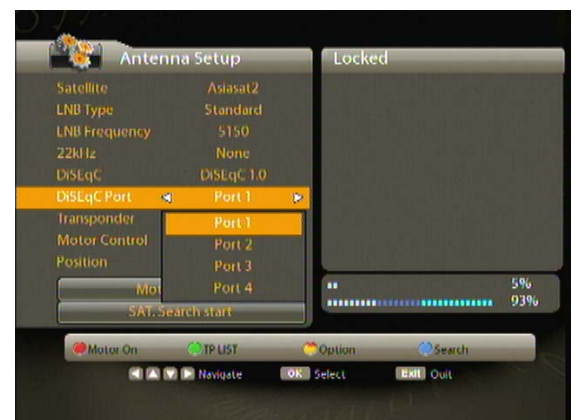 Antenna Setup
Locked
Satellite Asiasat2
LNB Type Standard
LNB Frequency 5150
22kHz None
DiSEqC DiSEqC 1.0
DiSEqC Port Port 1
Transponder Port 1
Motor Control Port 2
Position Port 3
Mot Port 4
SAT. Search start
5%
93%
Motor On TP LIST Option Search
Navigate OK Select Exit Quit